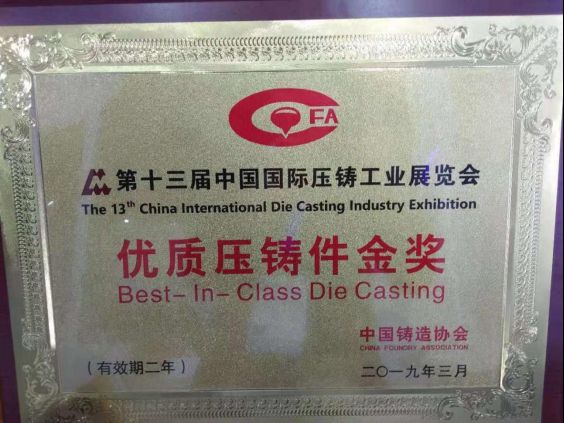 CFA
第十三届中国国际压铸工业展览会
The 13th China International Die Casting Industry Exhibition
优质压铸件金奖
Best-In-Class Die Casting
中国铸造协会
CHINA FOUNDRY ASSOCIATION
（有效期二年）
二〇一九年三月